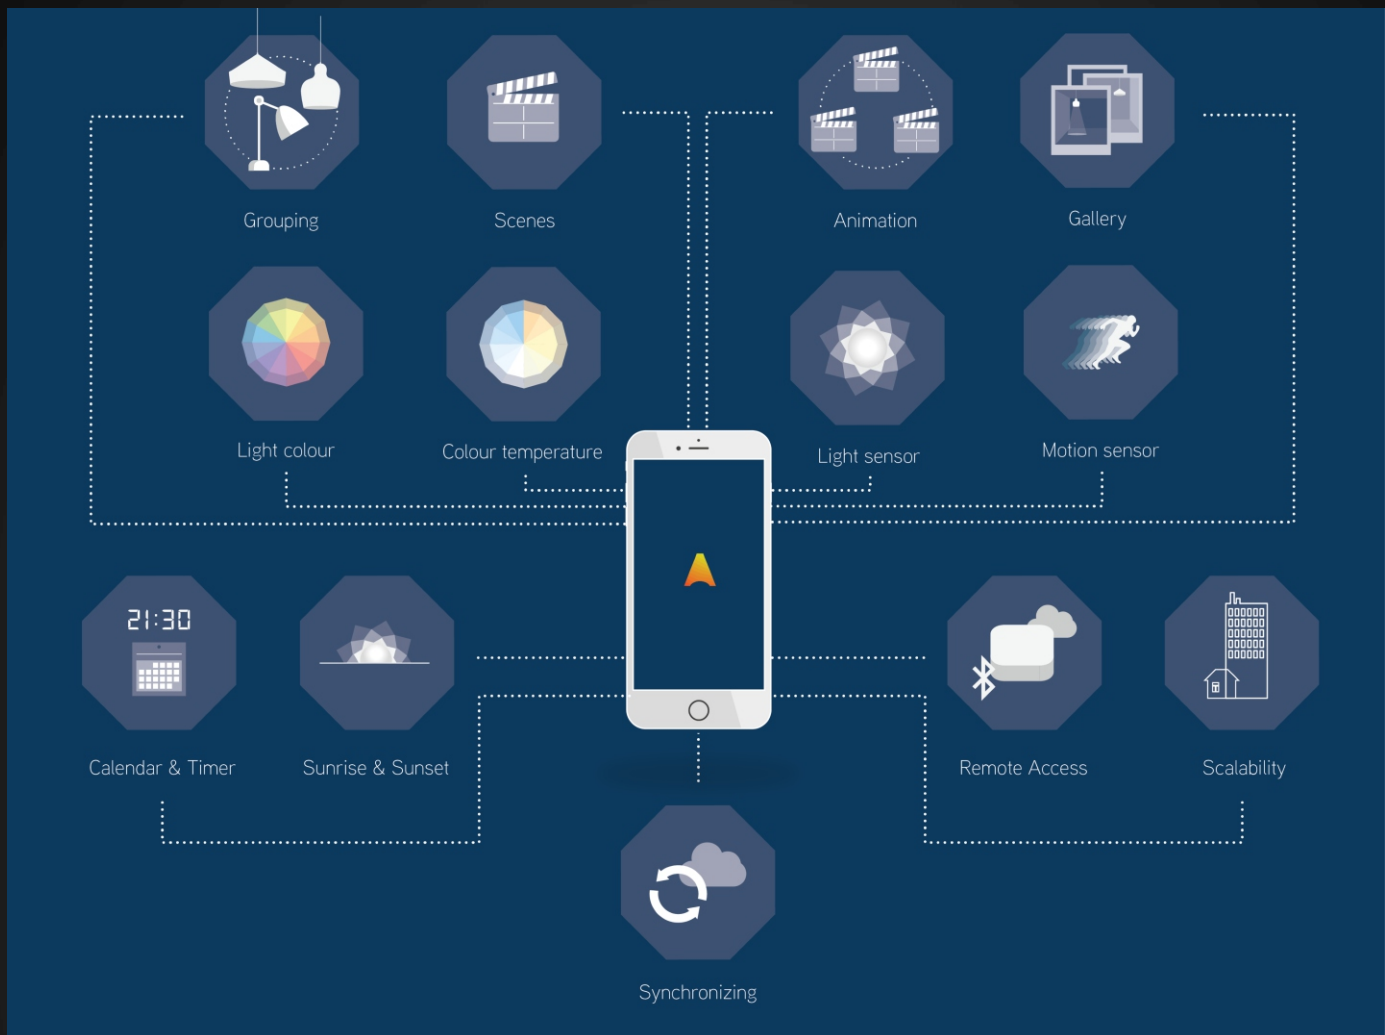 Grouping
Scenes
Animation
Gallery
Light colour
Colour temperature
Light sensor
Motion sensor
21:30
Calendar & Timer
Sunrise & Sunset
Remote Access
Scalability
Synchronizing